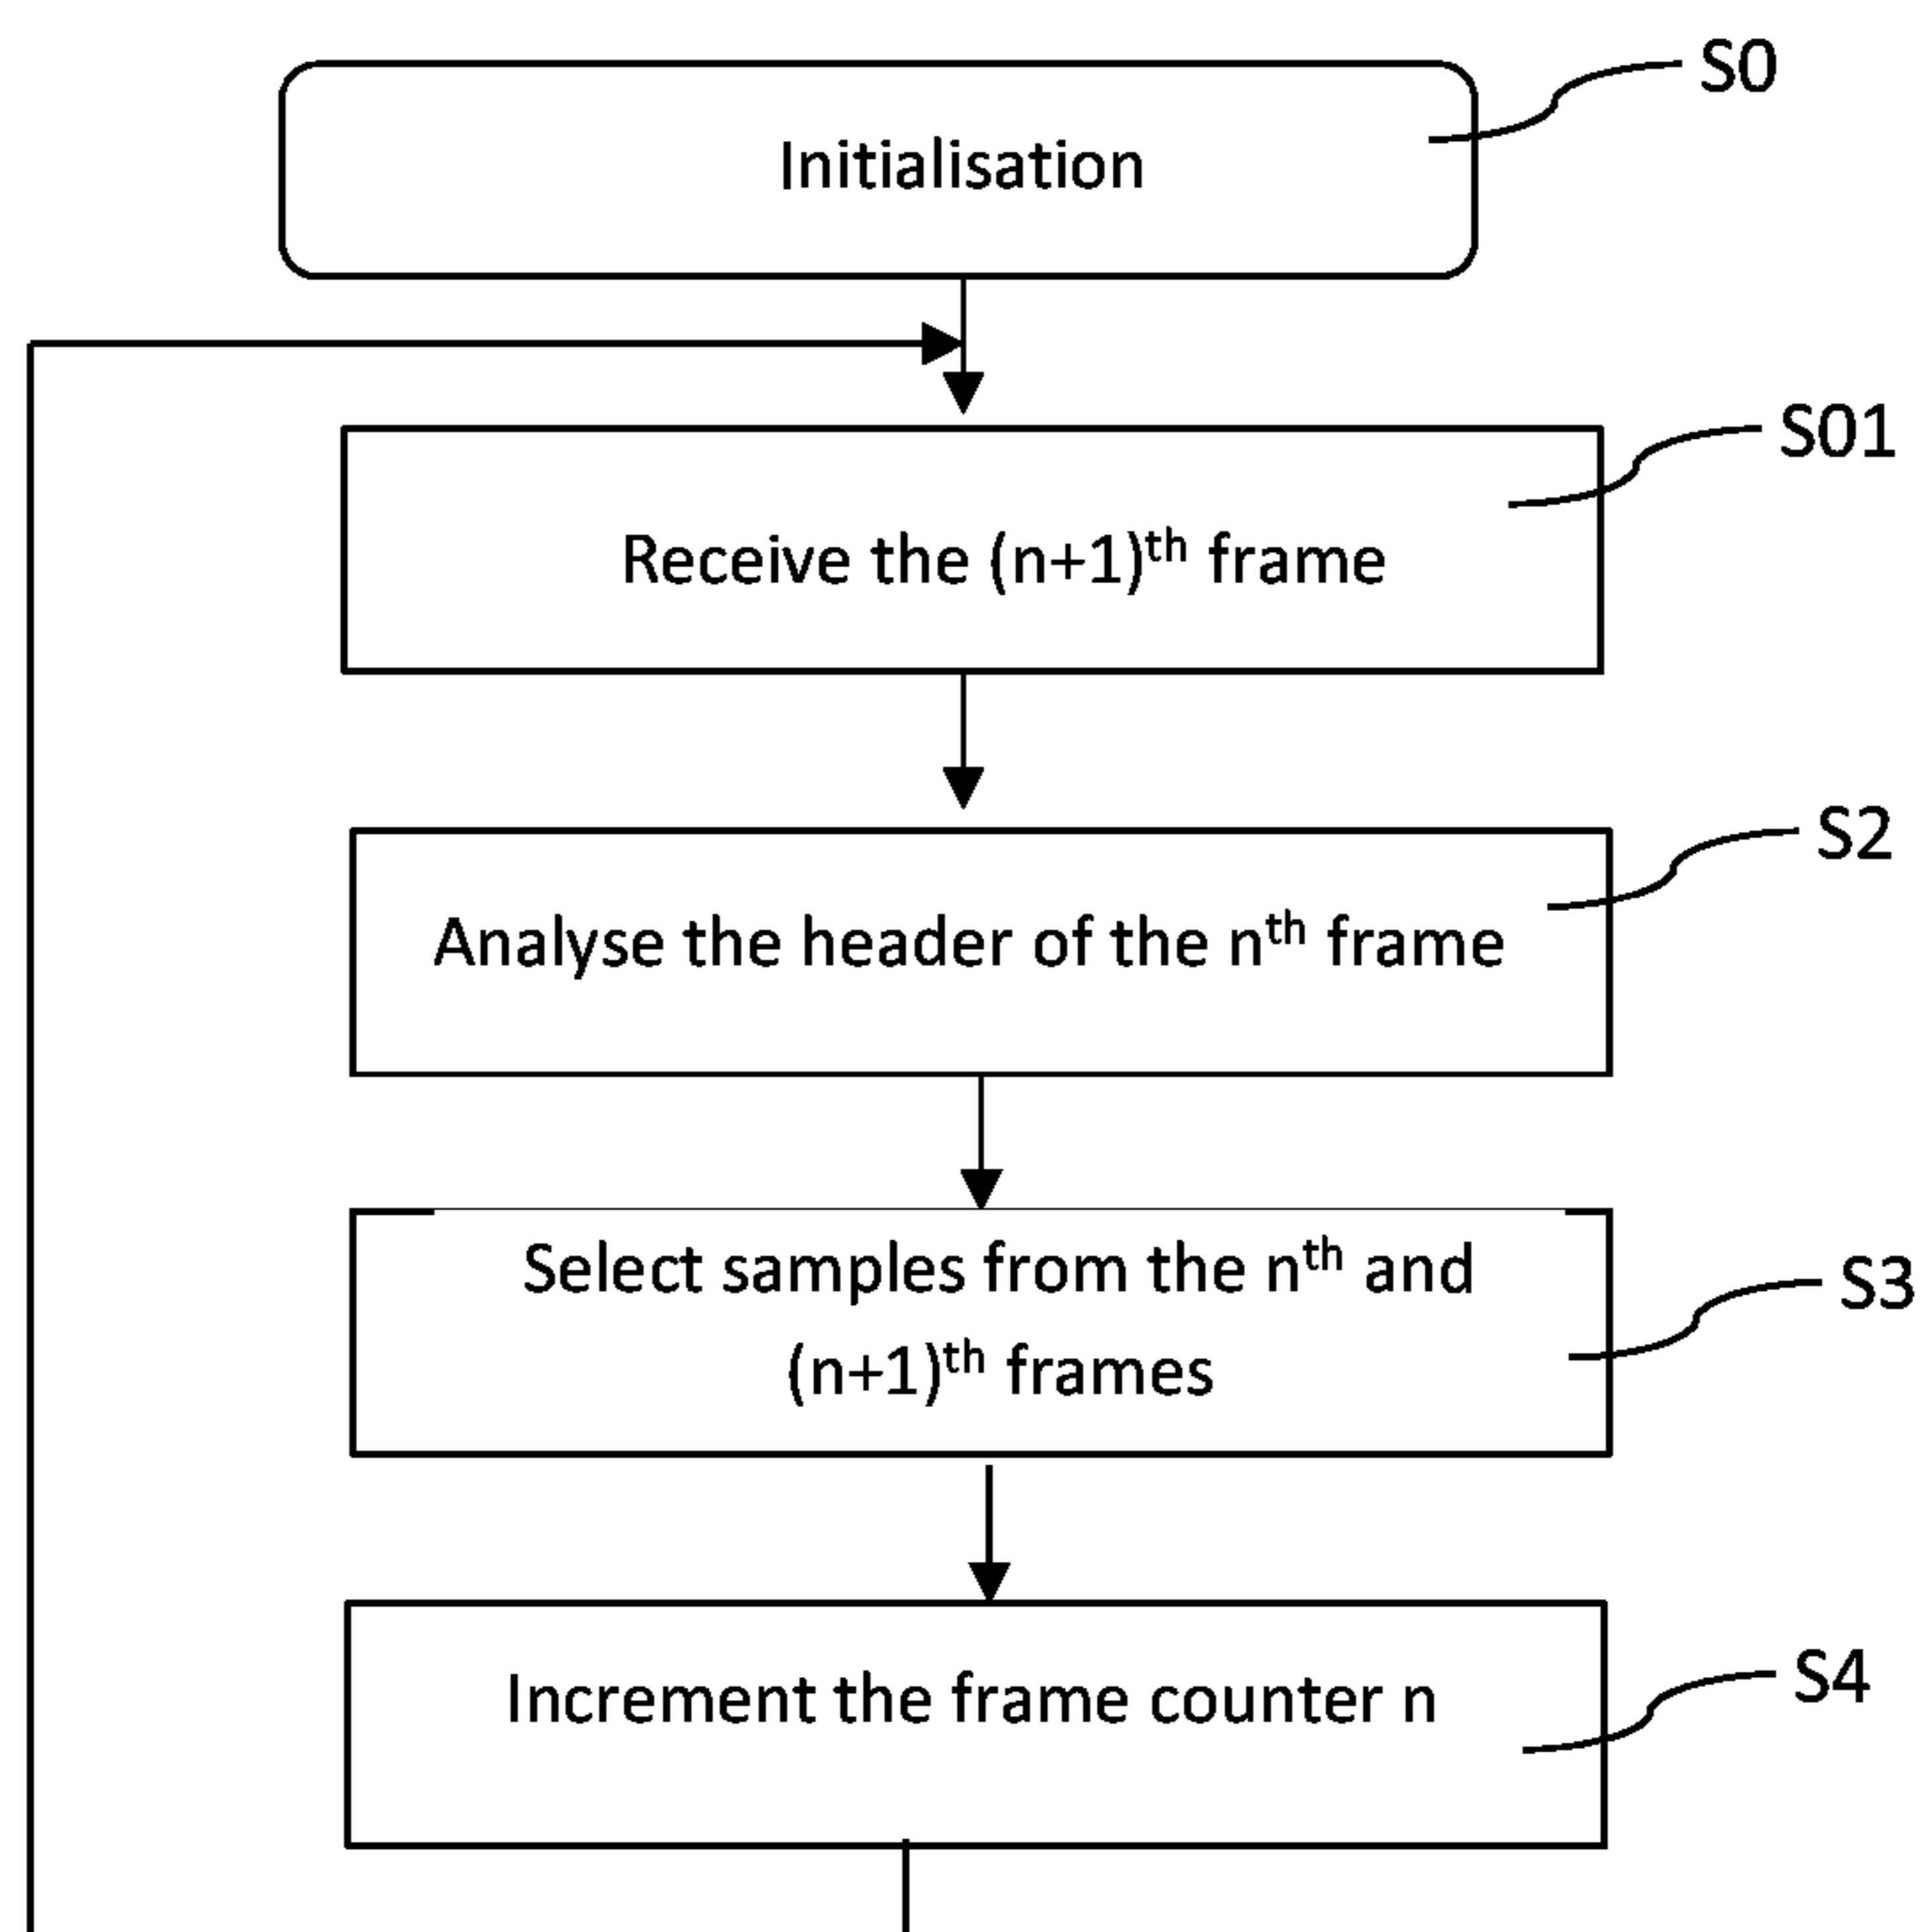 S0
Initialisation
S01
Receive the (n+1)th frame
S2
Analyse the header of the nth frame
Select samples from the nth and
S3
(n+1)th frames
Increment the frame counter n
S4